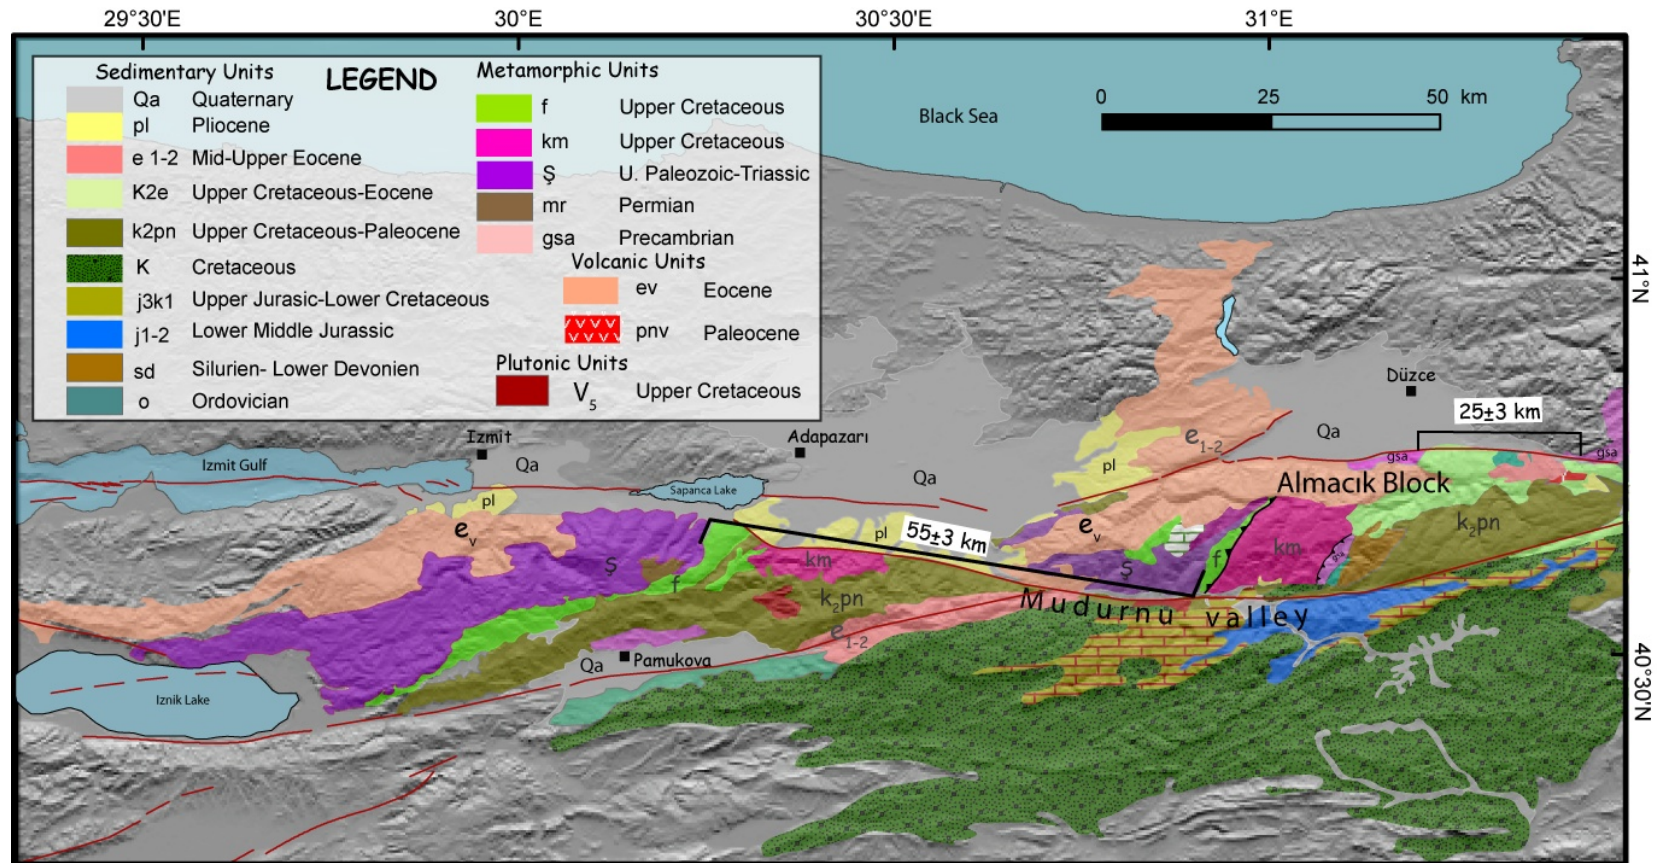 29°30'E 30°E 30°30'E 31°E
LEGEND
Sedimentary Units
Qa Quaternary
pl Pliocene
e 1-2 Mid-Upper Eocene
K2e Upper Cretaceous-Eocene
k2pn Upper Cretaceous-Paleocene
K Cretaceous
j3k1 Upper Jurasic-Lower Cretaceous
j1-2 Lower Middle Jurassic
sd Silurien- Lower Devonien
o Ordovician
Metamorphic Units
f Upper Cretaceous
km Upper Cretaceous
Ş U. Paleozoic-Triassic
mr Permian
gsa Precambrian
Volcanic Units
ev Eocene
pnv Paleocene
Plutonic Units
V5 Upper Cretaceous
0 25 50 km
Black Sea
41°N
Düzce
25±3 km
Izmit
Adapazarı
Qa
e1-2
gsa
gsa
Izmit Gulf
Qa
pl
Qa
Sapanca Lake
Almacık Block
pl
ev
pl
55±3 km
ev
k2pn
Ş
f
km
Ş
f
km
k2pn
Mudurnu valley
e1-2
Qa
Pamukova
Iznik Lake
40°30'N